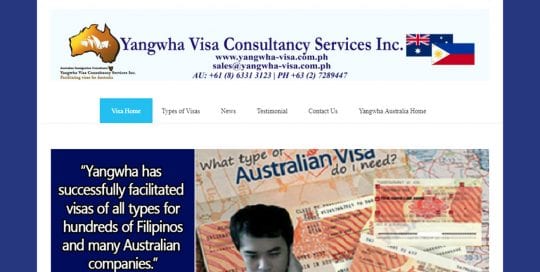 Yangwha Visa Consultancy Services Inc.
www.yangwha-visa.com.ph
sales@yangwha-visa.com.ph
AU: +61 (8) 6331 3123 | PH +63 (2) 7289447
Australian Immigration Consultants
Yangwha Visa Consultancy Services Inc.
Facilitating visas for Australia
Visa Home
Types of Visas
News
Testimonial
Contact Us
Yangwha Australia Home
"Yangwha has
successfully facilitated
visas of all types for
hundreds of Filipinos
and many Australian
companies."
What type of
Australian Visa
do i need?